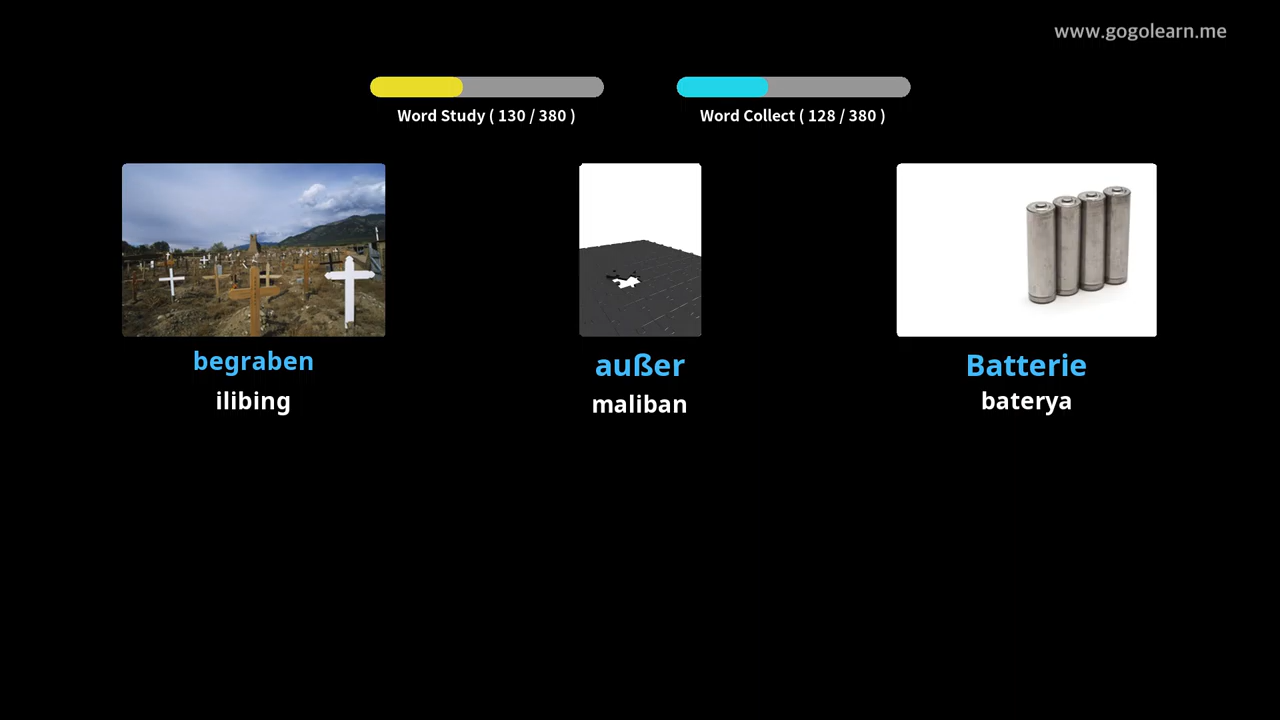 www.gogolearn.me
Word Study ( 130 / 380 )
Word Collect ( 128 / 380 )
begraben
außer
Batterie
ilibing
maliban
baterya